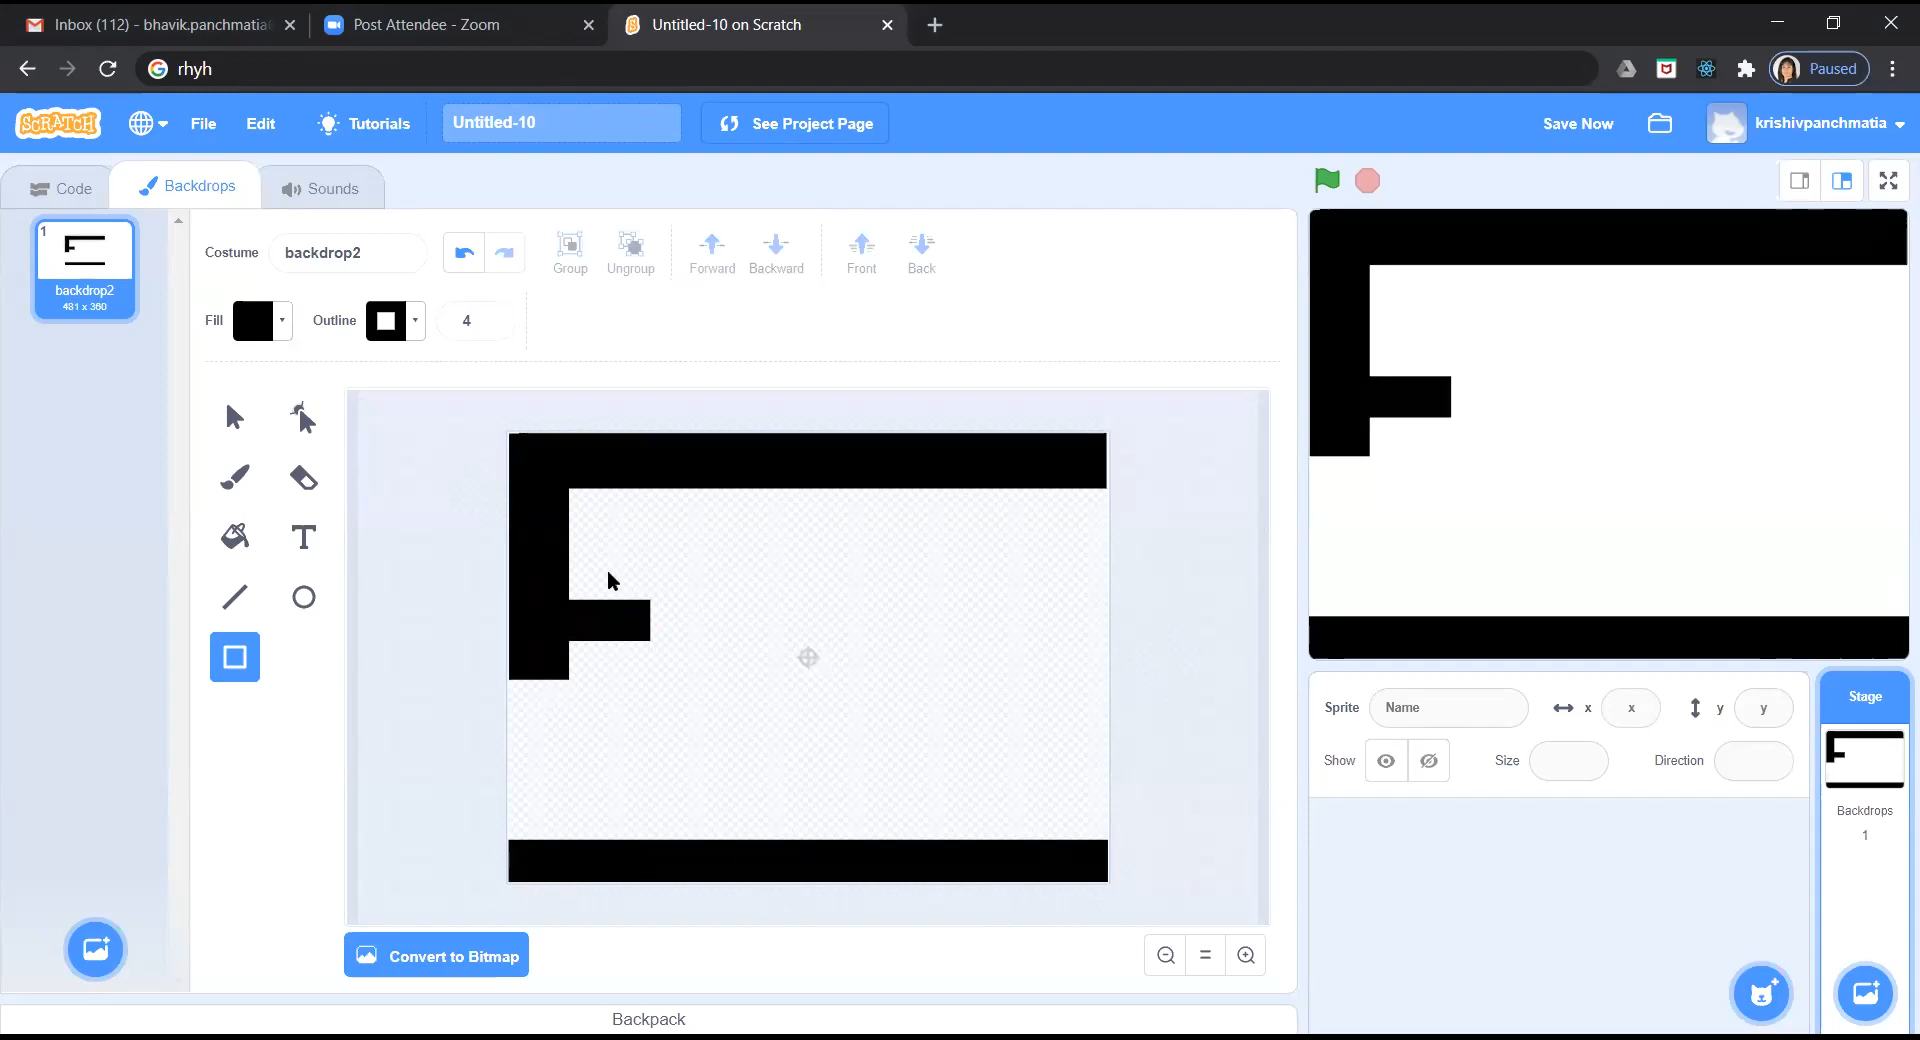 Inbox (112) - bhavik.panchmatia
Post Attendee - Zoom
Untitled-10 on Scratch
rhyh
Paused
SCRATCH
File
Edit
Tutorials
Untitled-10
See Project Page
Save Now
krishivpanchmatia
Code
Backdrops
Sounds
1
backdrop2
481 x 360
Costume
backdrop2
Group
Ungroup
Forward
Backward
Front
Back
Fill
Outline
4
T
Convert to Bitmap
Backpack
Sprite
Name
x
x
y
y
Show
Size
Direction
Stage
Backdrops
1